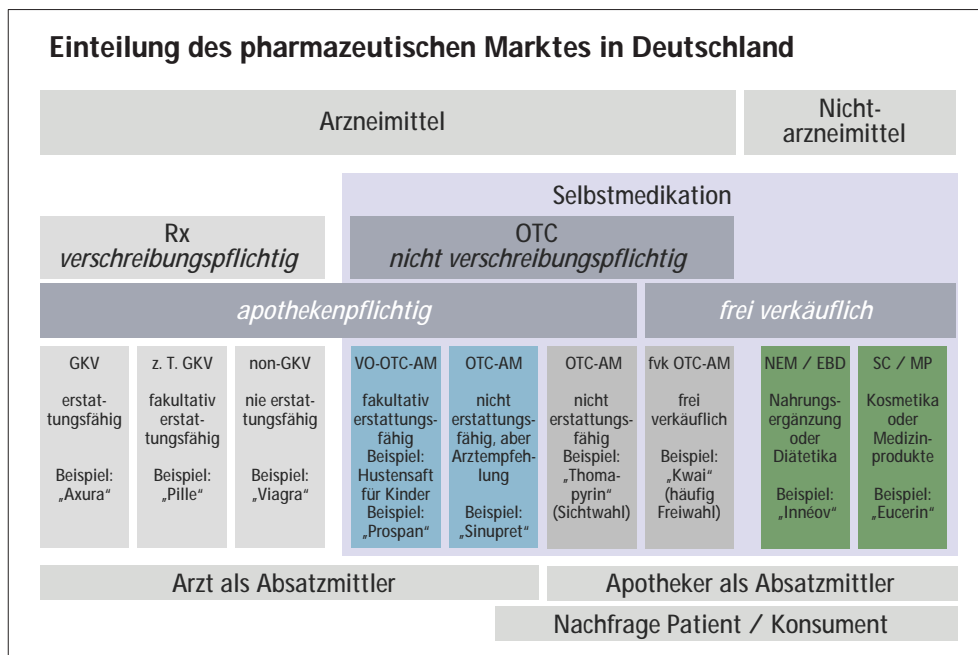 Einteilung des pharmazeutischen Marktes in Deutschland
Arzneimittel
Nicht-
arzneimittel
Selbstmedikation
Rx
verschreibungspflichtig
OTC
nicht verschreibungspflichtig
apothekenpflichtig
frei verkäuflich
GKV
erstat-
tungsfähig
Beispiel:
„Axura“
z. T. GKV
fakultativ
erstat-
tungsfähig
Beispiel:
„Pille“
non-GKV
nie erstat-
tungsfähig
Beispiel:
„Viagra“
VO-OTC-AM
fakultativ
erstattungs-
fähig
Beispiel:
Hustensaft
für Kinder
Beispiel:
„Prospan“
OTC-AM
nicht
erstattungs-
fähig, aber
Arztempfeh-
lung
Beispiel:
„Sinupret“
OTC-AM
nicht
erstattungs-
fähig
Beispiel:
„Thoma-
pyrin“
(Sichtwahl)
fvk OTC-AM
frei
verkäuflich
Beispiel:
„Kwai“
(häufig
Freiwahl)
NEM / EBD
Nahrungs-
ergänzung
oder
Diätetika
Beispiel:
„Innéov“
SC / MP
Kosmetika
oder
Medizin-
produkte
Beispiel:
„Eucerin“
Arzt als Absatzmittler
Apotheker als Absatzmittler
Nachfrage Patient / Konsument